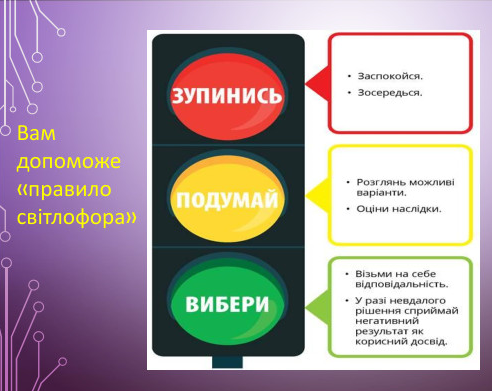 Вам
допоможе
«правило
світлофора»
ЗУПИНИСЬ
• Заспокойся.
• Зосередься.
ПОДУМАЙ
• Розглянь можливі
варіанти.
• Оціни наслідки.
ВИБЕРИ
• Візьми на себе
відповідальність.
• У разі невдалого
рішення сприймай
негативний
результат як
корисний досвід.